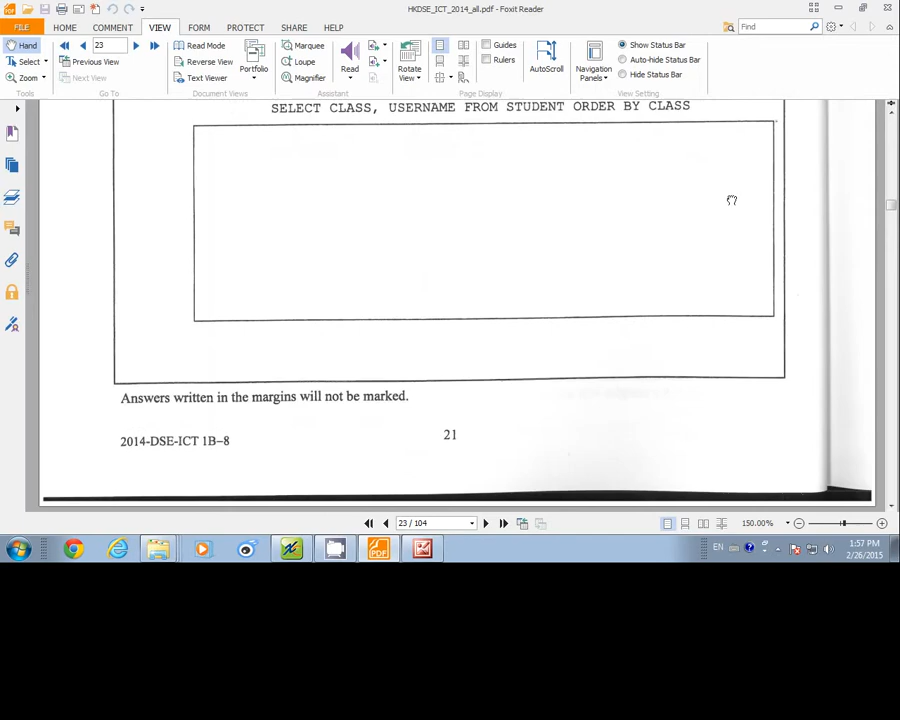 HKDSE_ICT_2014_all.pdf - Foxit Reader
FILE HOME COMMENT VIEW FORM PROTECT SHARE HELP
Find
Hand
Select
Zoom
Tools
23
Previous View
Next View
Go To
Read Mode
Reverse View
Text Viewer
Portfolio
Document Views
Marquee
Loupe
Magnifier
Read
Assistant
Rotate View
Guides
Rulers
AutoScroll
Page Display
Navigation Panels
Show Status Bar
Auto-hide Status Bar
Hide Status Bar
View Setting
SELECT CLASS, USERNAME FROM STUDENT ORDER BY CLASS
Answers written in the margins will not be marked.
2014-DSE-ICT 1B–8
21
23 / 104
150.00%
PDF
EN
1:57 PM
2/26/2015